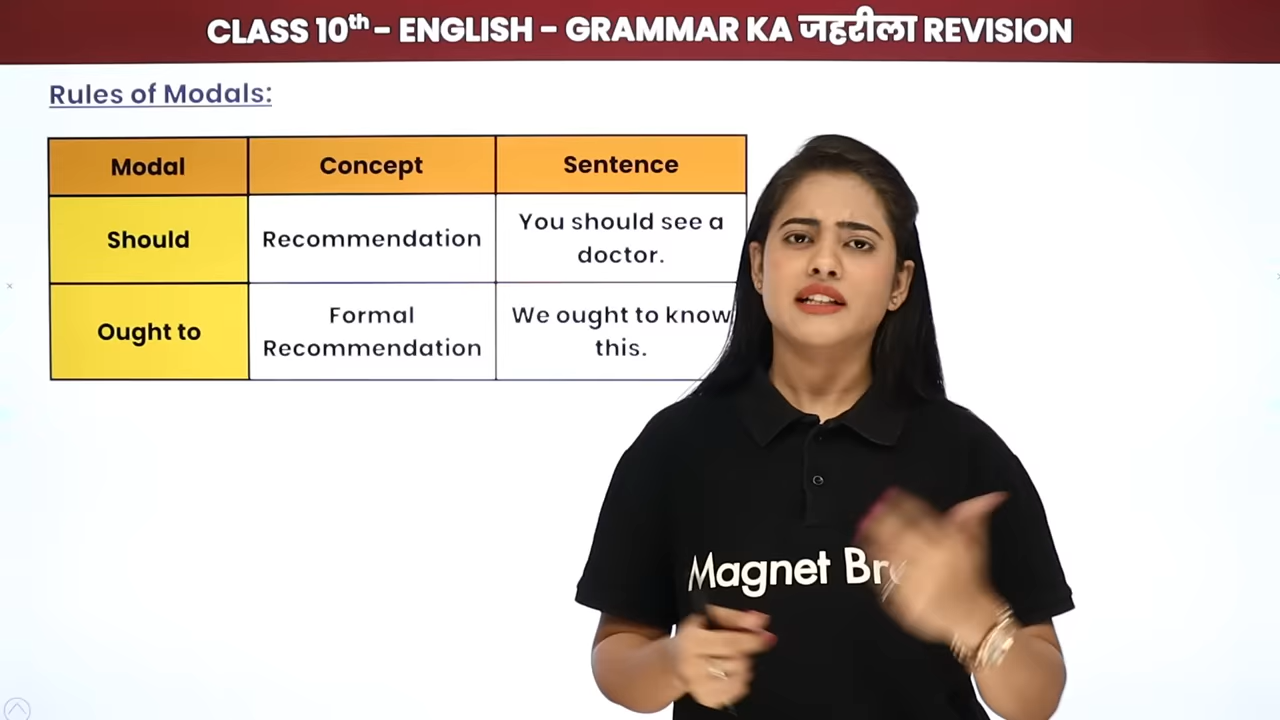 CLASS 10th - ENGLISH - GRAMMAR KA जहरीला REVISION
Rules of Modals:
Modal Concept Sentence
Should Recommendation You should see a
doctor.
Ought to Formal
Recommendation We ought to know
this.
Magnet